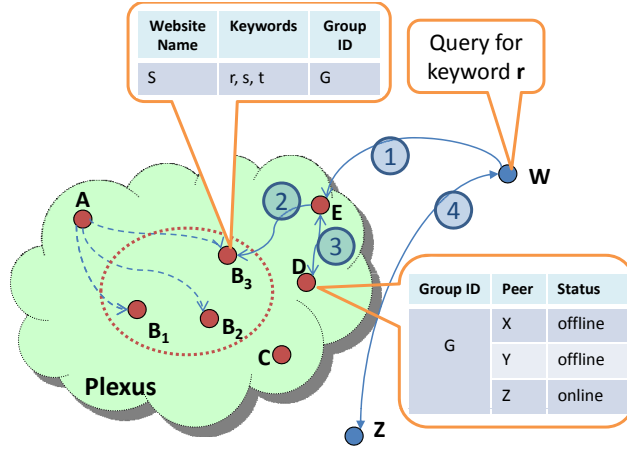 Website Name Keywords Group ID
S r, s, t G
Query for
keyword r
1
W
A
2
E
4
3
B3
D
Group ID Peer Status
G X offline
Y offline
Z online
B1
B2
C
Plexus
Z